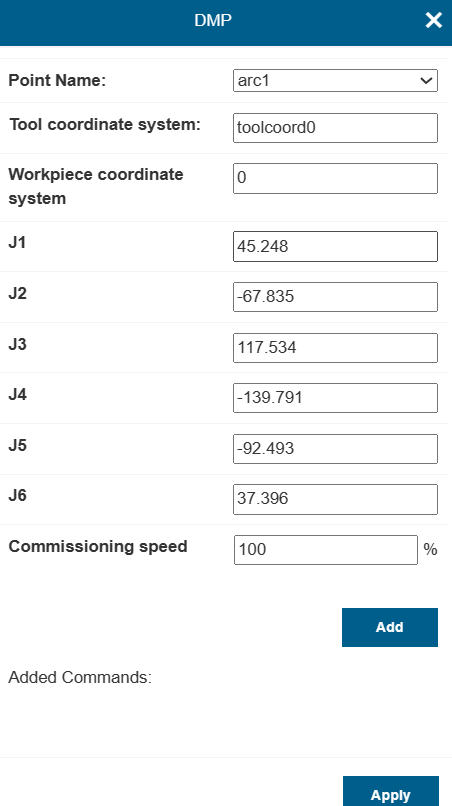 DMP
Point Name: arc1
Tool coordinate system: toolcoord0
Workpiece coordinate
system
0
J1 45.248
J2 -67.835
J3 117.534
J4 -139.791
J5 -92.493
J6 37.396
Commissioning speed 100 %
Add
Added Commands:
Apply